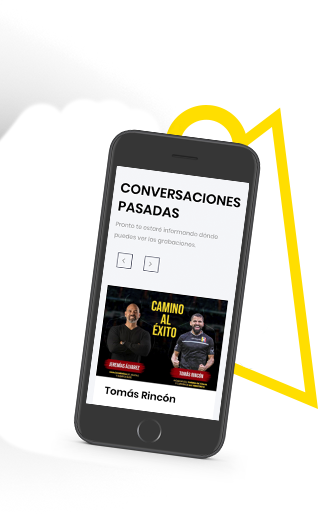 CONVERSACIONES
PASADAS
Pronto te estaré informando dónde
puedes ver las grabaciones.
CAMINO
AL
ÉXITO
JEREMÍAS ÁLVAREZ
TOMÁS RINCÓN
Tomás Rincón